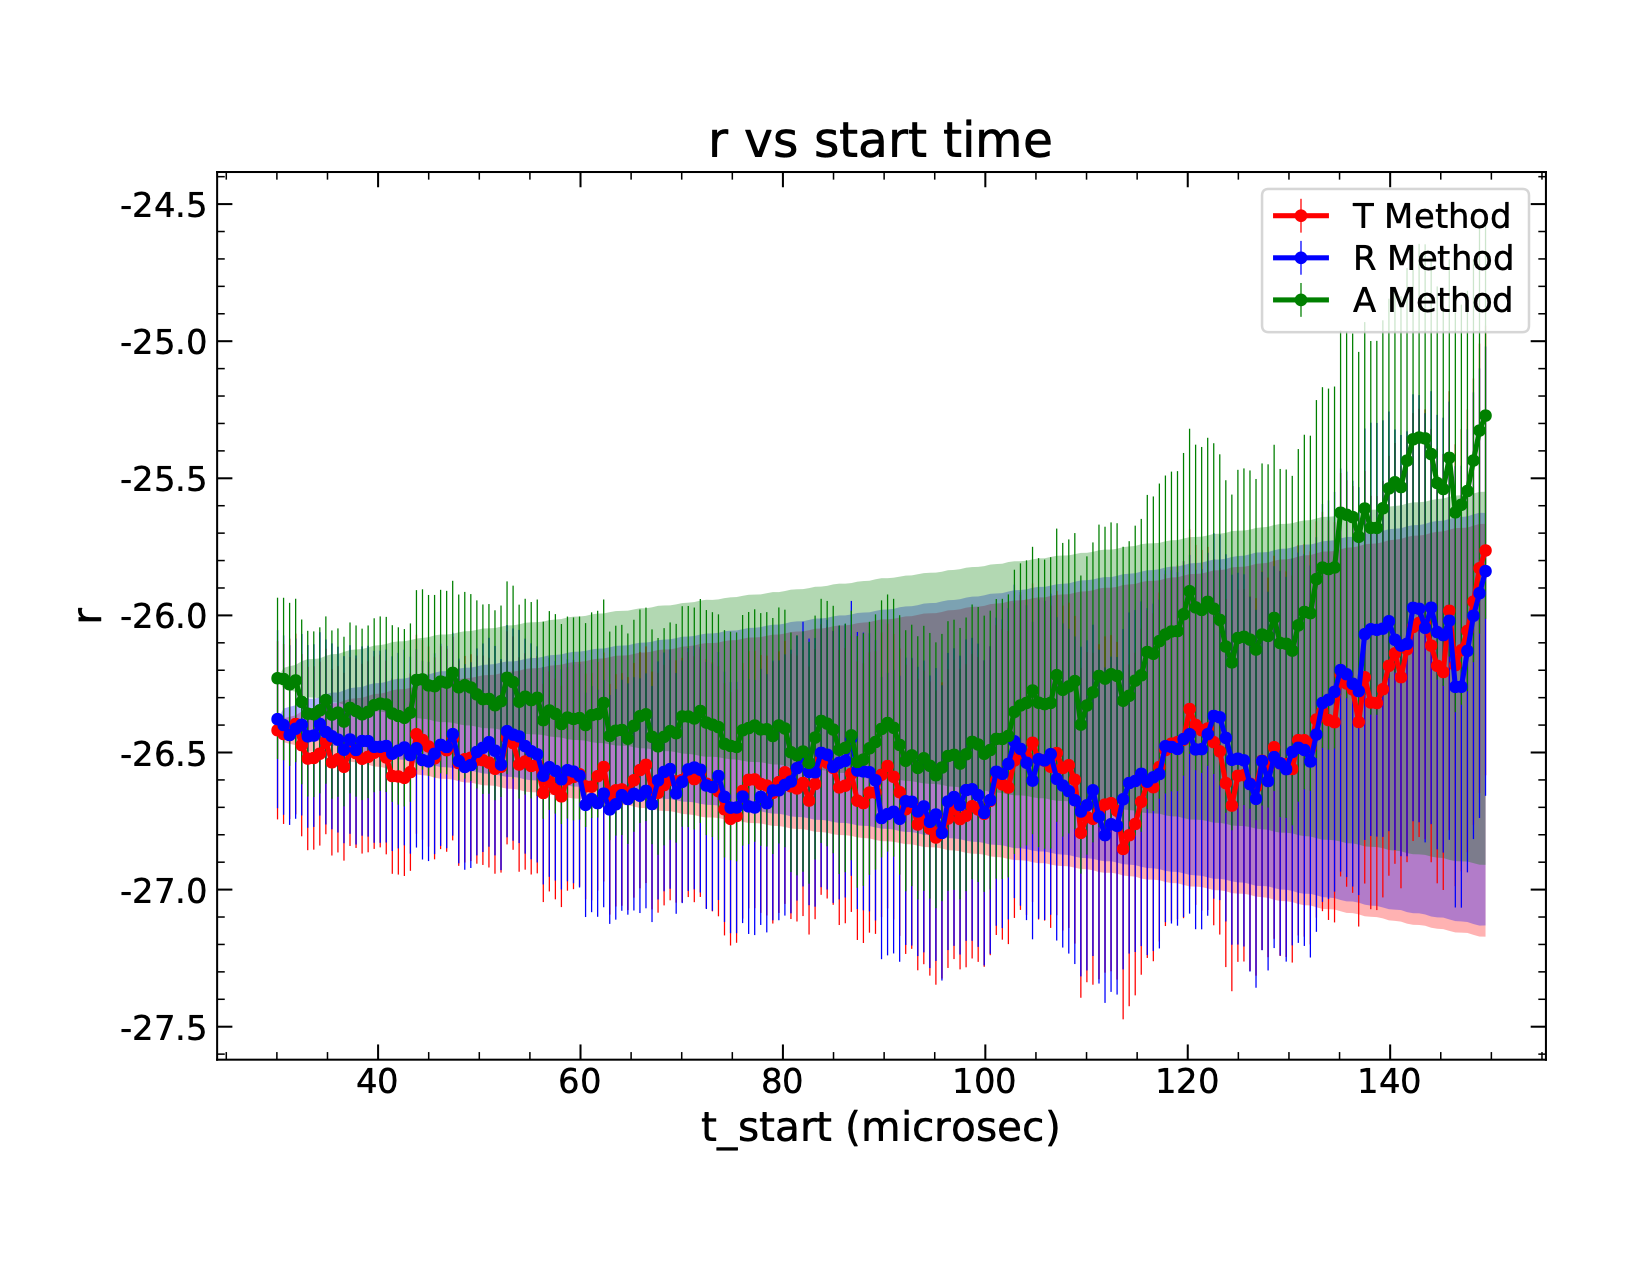 r vs start time
T Method
R Method
A Method
-24.5
-25.0
-25.5
-26.0
-26.5
-27.0
-27.5
r
40 60 80 100 120 140
t_start (microsec)